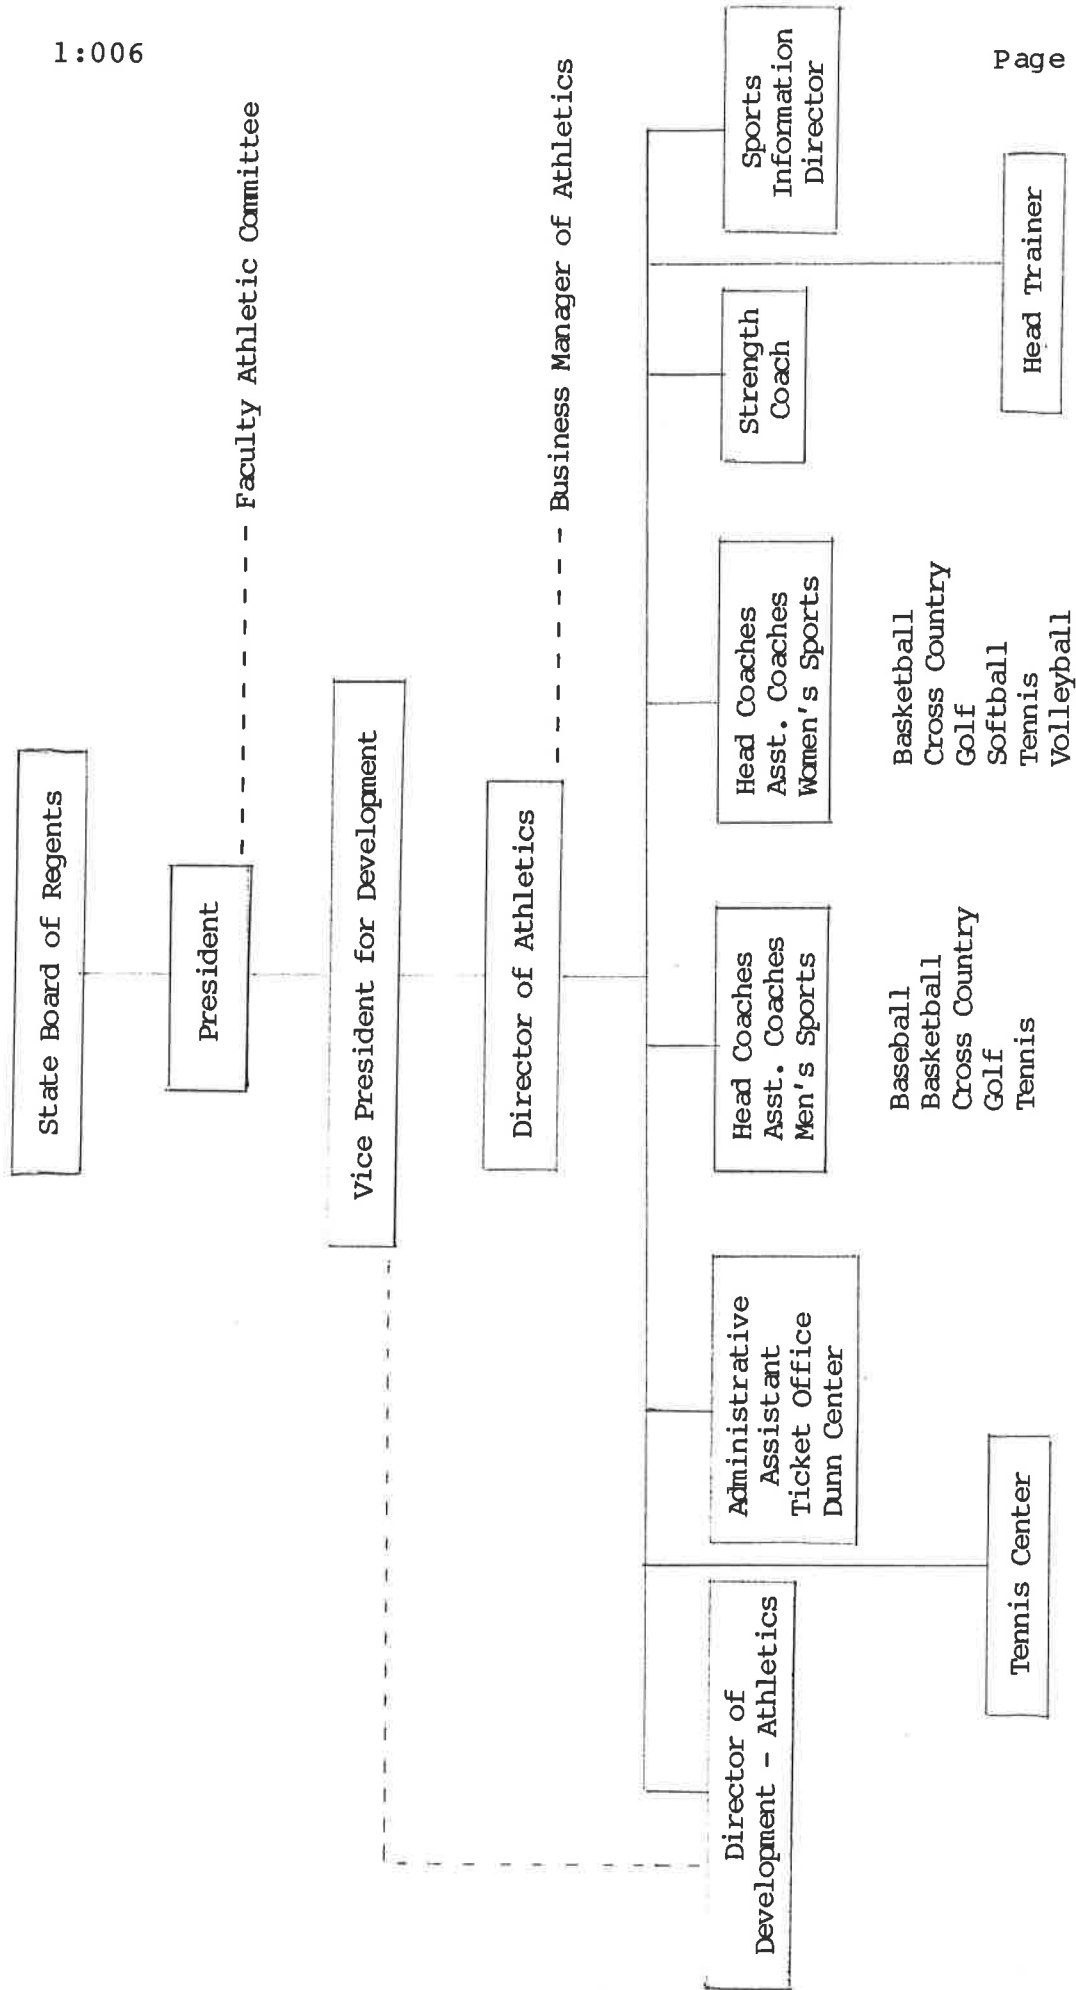 1:006
Page
State Board of Regents
President
Faculty Athletic Committee
Vice President for Development
Director of Athletics
Business Manager of Athletics
Director of
Development - Athletics
Tennis Center
Administrative
Assistant
Ticket Office
Dunn Center
Head Coaches
Asst. Coaches
Men's Sports
Baseball
Basketball
Cross Country
Golf
Tennis
Head Coaches
Asst. Coaches
Women's Sports
Basketball
Cross Country
Golf
Softball
Tennis
Volleyball
Strength
Coach
Head Trainer
Sports
Information
Director